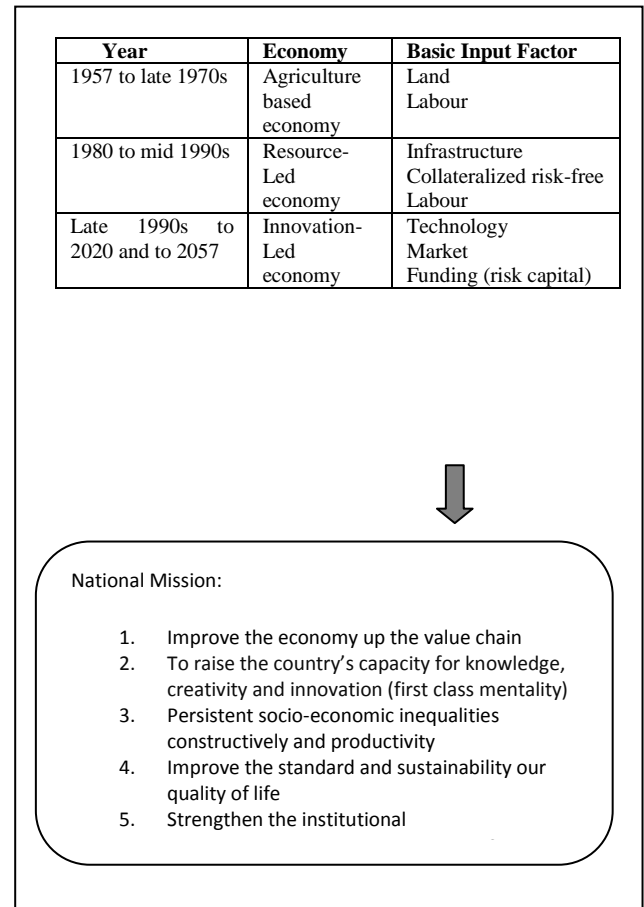 Year Economy Basic Input Factor
1957 to late 1970s Agriculture Land
based Labour
economy
1980 to mid 1990s Resource- Infrastructure
Led Collateralized risk-free
economy Labour
Late 1990s to Innovation- Technology
2020 and to 2057 Led Market
economy Funding (risk capital)
National Mission:
1. Improve the economy up the value chain
2. To raise the country's capacity for knowledge,
creativity and innovation (first class mentality)
3. Persistent socio-economic inequalities
constructively and productivity
4. Improve the standard and sustainability our
quality of life
5. Strengthen the institutional